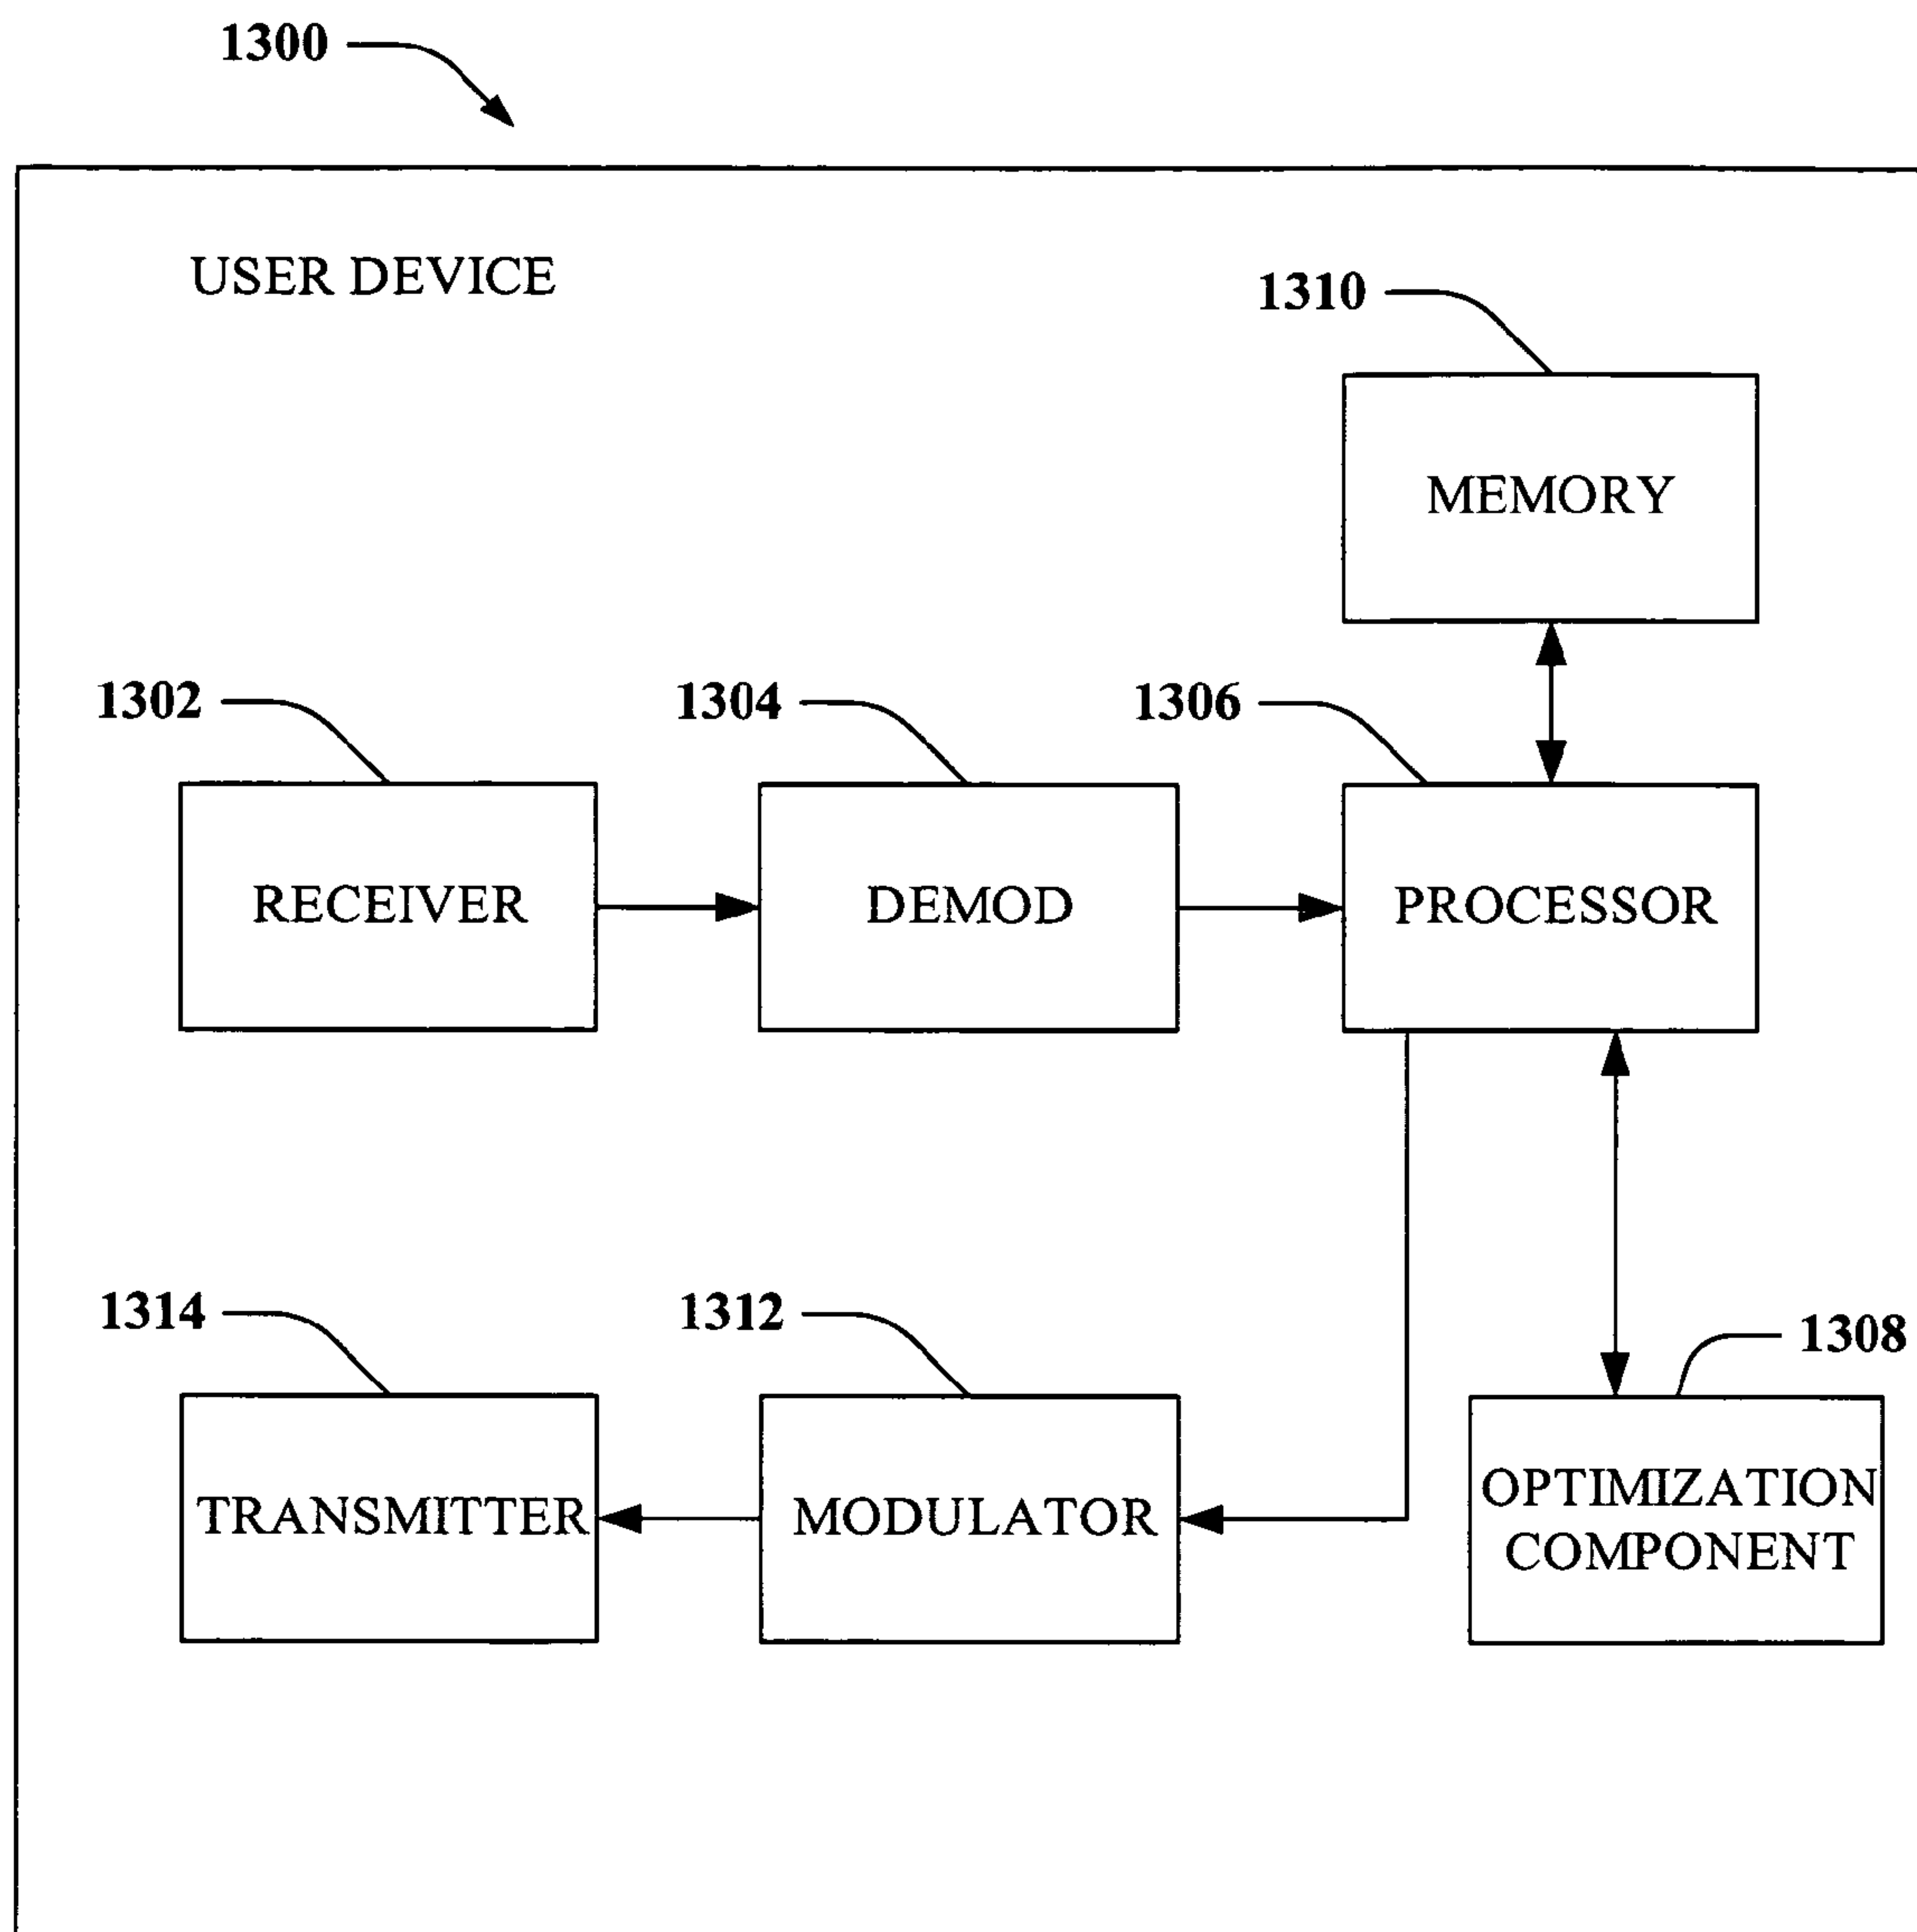 1300
USER DEVICE
1310
MEMORY
1302
1304
1306
RECEIVER
DEMOD
PROCESSOR
1314
1312
1308
TRANSMITTER
MODULATOR
OPTIMIZATION
COMPONENT